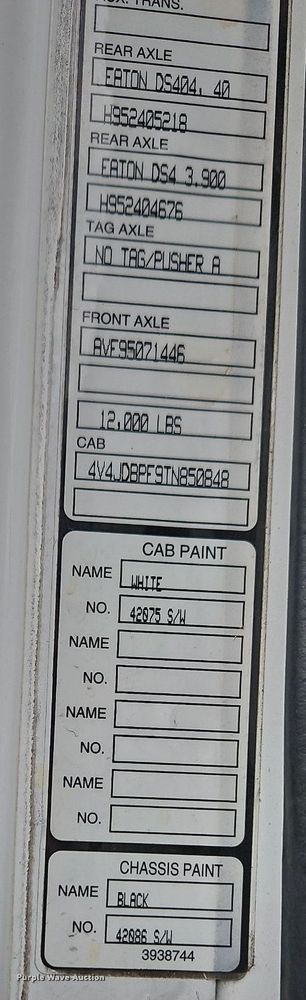 TRANS.
REAR AXLE
EATON DS404, 40
H952405218
REAR AXLE
EATON DS4 3.900
H952404676
TAG AXLE
NO TAG/PUSHER A
FRONT AXLE
AVF95071446
12,000 LBS
CAB
4V4JDBPF9TN850848
CAB PAINT
NAME WHITE
NO. 42075 S/W
NAME
NO.
NAME
NO.
NAME
NO.
CHASSIS PAINT
NAME BLACK
NO. 42086 S/W
3938744
Purple Wave Auction